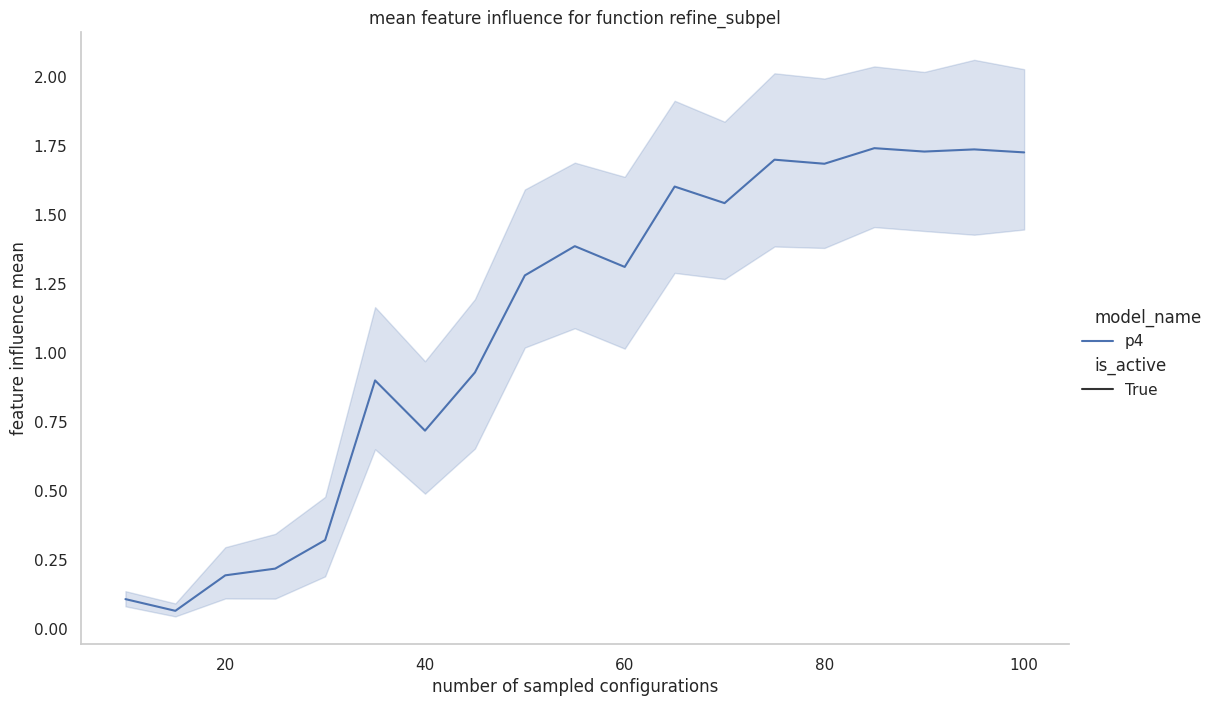 mean feature influence for function refine_subpel
2.00
1.75
1.50
1.25
1.00
0.75
0.50
0.25
0.00
feature influence mean
20
40
60
80
100
number of sampled configurations
model_name
p4
is_active
True